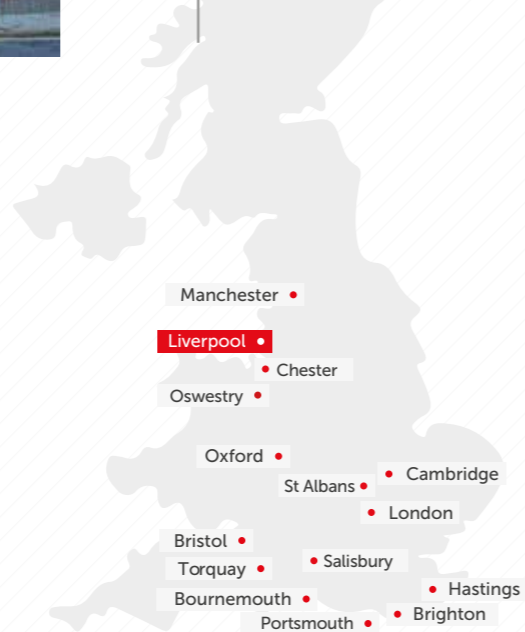 Manchester
Liverpool
Chester
Oswestry
Oxford
Cambridge
St Albans
London
Bristol
Salisbury
Torquay
Hastings
Bournemouth
Brighton
Portsmouth